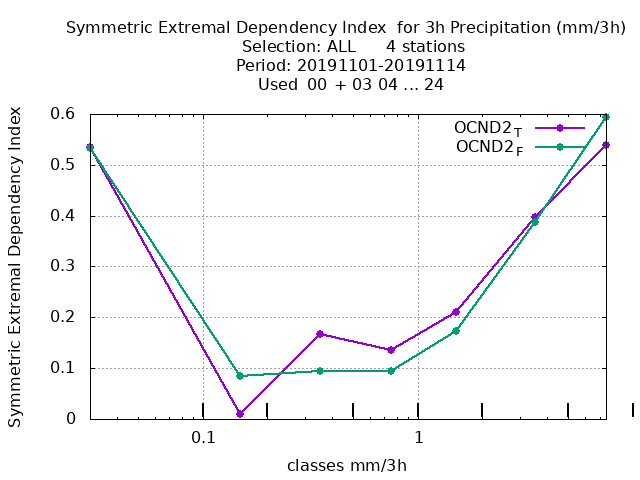 Symmetric Extremal Dependency Index  for 3h Precipitation (mm/3h)
Selection: ALL      4 stations
Period: 20191101-20191114
Used  00  + 03 04 ... 24
Symmetric Extremal Dependency Index
0.6
0.5
0.4
0.3
0.2
0.1
0
OCND2T
OCND2F
0.1
1
classes mm/3h